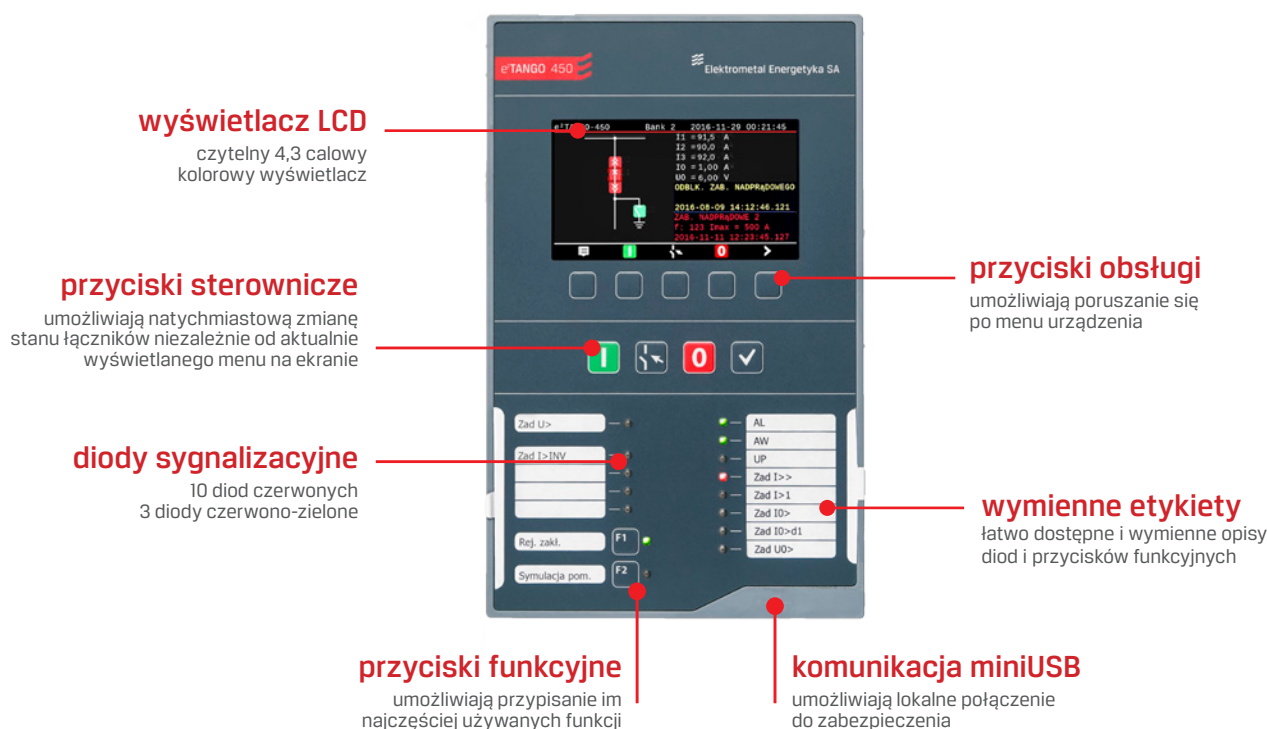 e²TANGO 450
Elektrometal Energetyka SA
wyświetlacz LCD
czytelny 4,3 calowy
kolorowy wyświetlacz
Bank 2 2016-11-29 00:21:45
I1 =91,5 A
I2 =90,0 A
I3 =92,0 A
I0 =1,00 A
U0 =6,00 V
ODBLK. ZAB. NADPRĄDOWEGO
2016-08-09 14:12:46.121
ZAB. NADPRĄDOWE 2
f: 123 Imax = 500 A
2016-11-11 12:23:45.127
I
0
przyciski sterownicze
umożliwiają natychmiastową zmianę
stanu łączników niezależnie od aktualnie
wyświetlanego menu na ekranie
przyciski obsługi
umożliwiają poruszanie się
po menu urządzenia
I
0
diody sygnalizacyjne
10 diod czerwonych
3 diody czerwono-zielone
Zad U>
Zad I>INV
Rej. zakł.
F1
Symulacja pom.
F2
AL
AW
UP
Zad I>>
Zad I>1
Zad I0>
Zad I0>d1
Zad U0>
wymienne etykiety
łatwo dostępne i wymienne opisy
diod i przycisków funkcyjnych
przyciski funkcyjne
umożliwiają przypisanie im
najczęściej używanych funkcji
komunikacja miniUSB
umożliwiają lokalne połączenie
do zabezpieczenia